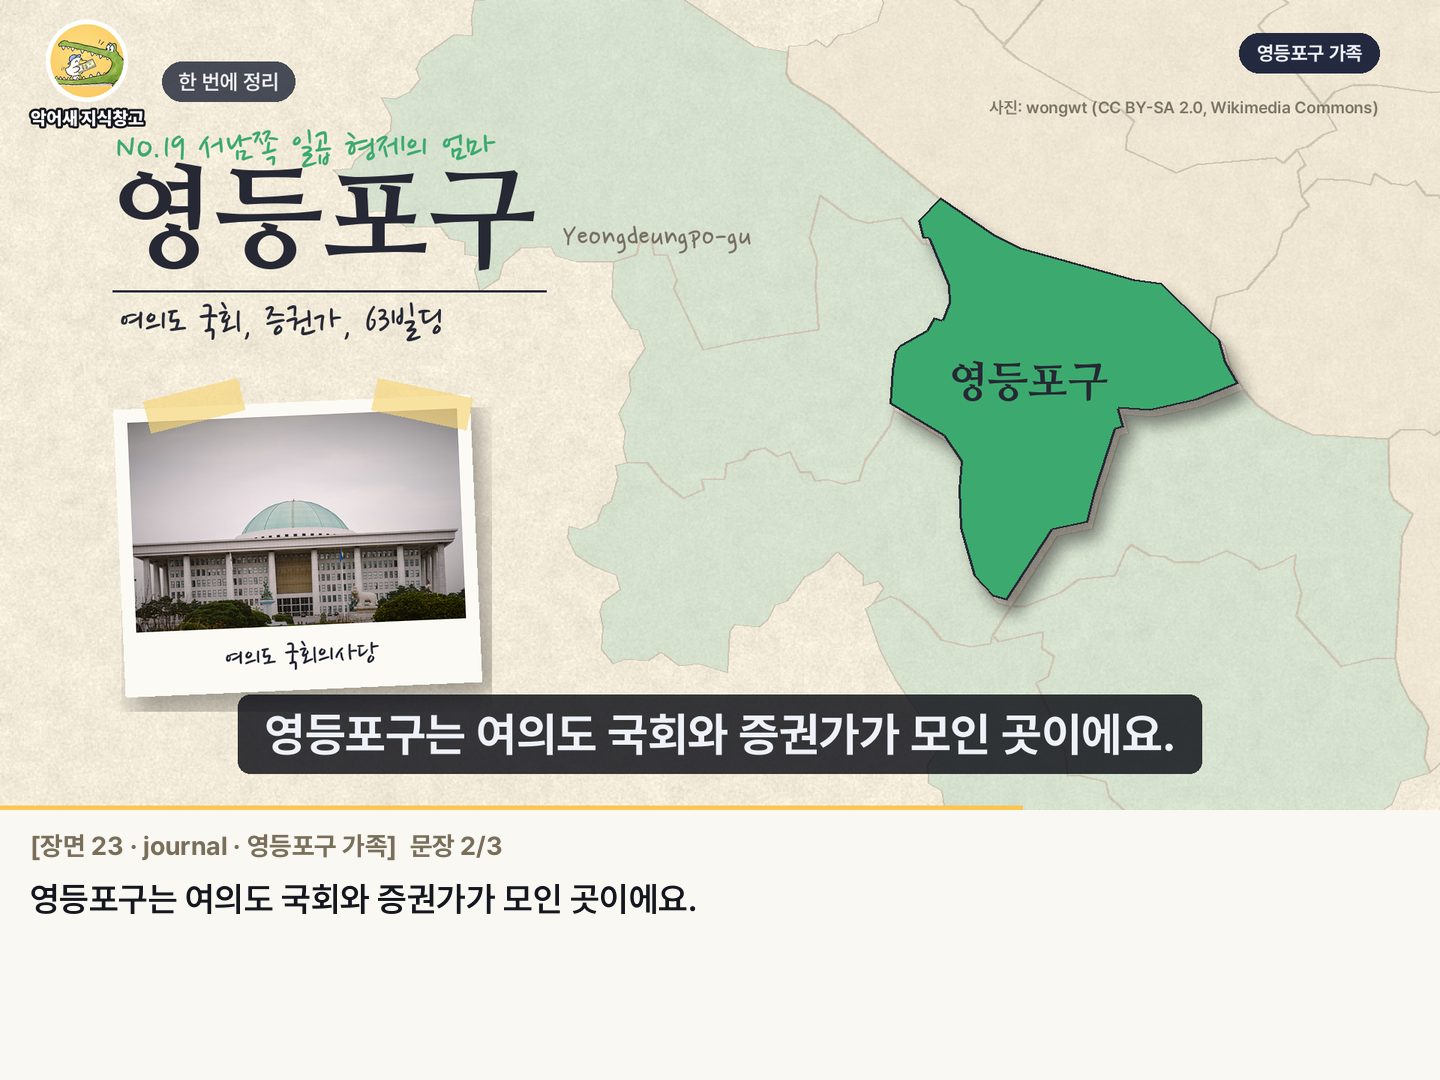 악어새 지식창고
한 번에 정리
영등포구 가족
사진: wongwt (CC BY-SA 2.0, Wikimedia Commons)
No.19 서남쪽 일곱 형제의 엄마
영등포구
Yeongdeungpo-gu
여의도 국회, 증권가, 63빌딩
영등포구
여의도 국회의사당
영등포구는 여의도 국회와 증권가가 모인 곳이에요.
[장면 23 · journal · 영등포구 가족] 문장 2/3
영등포구는 여의도 국회와 증권가가 모인 곳이에요.